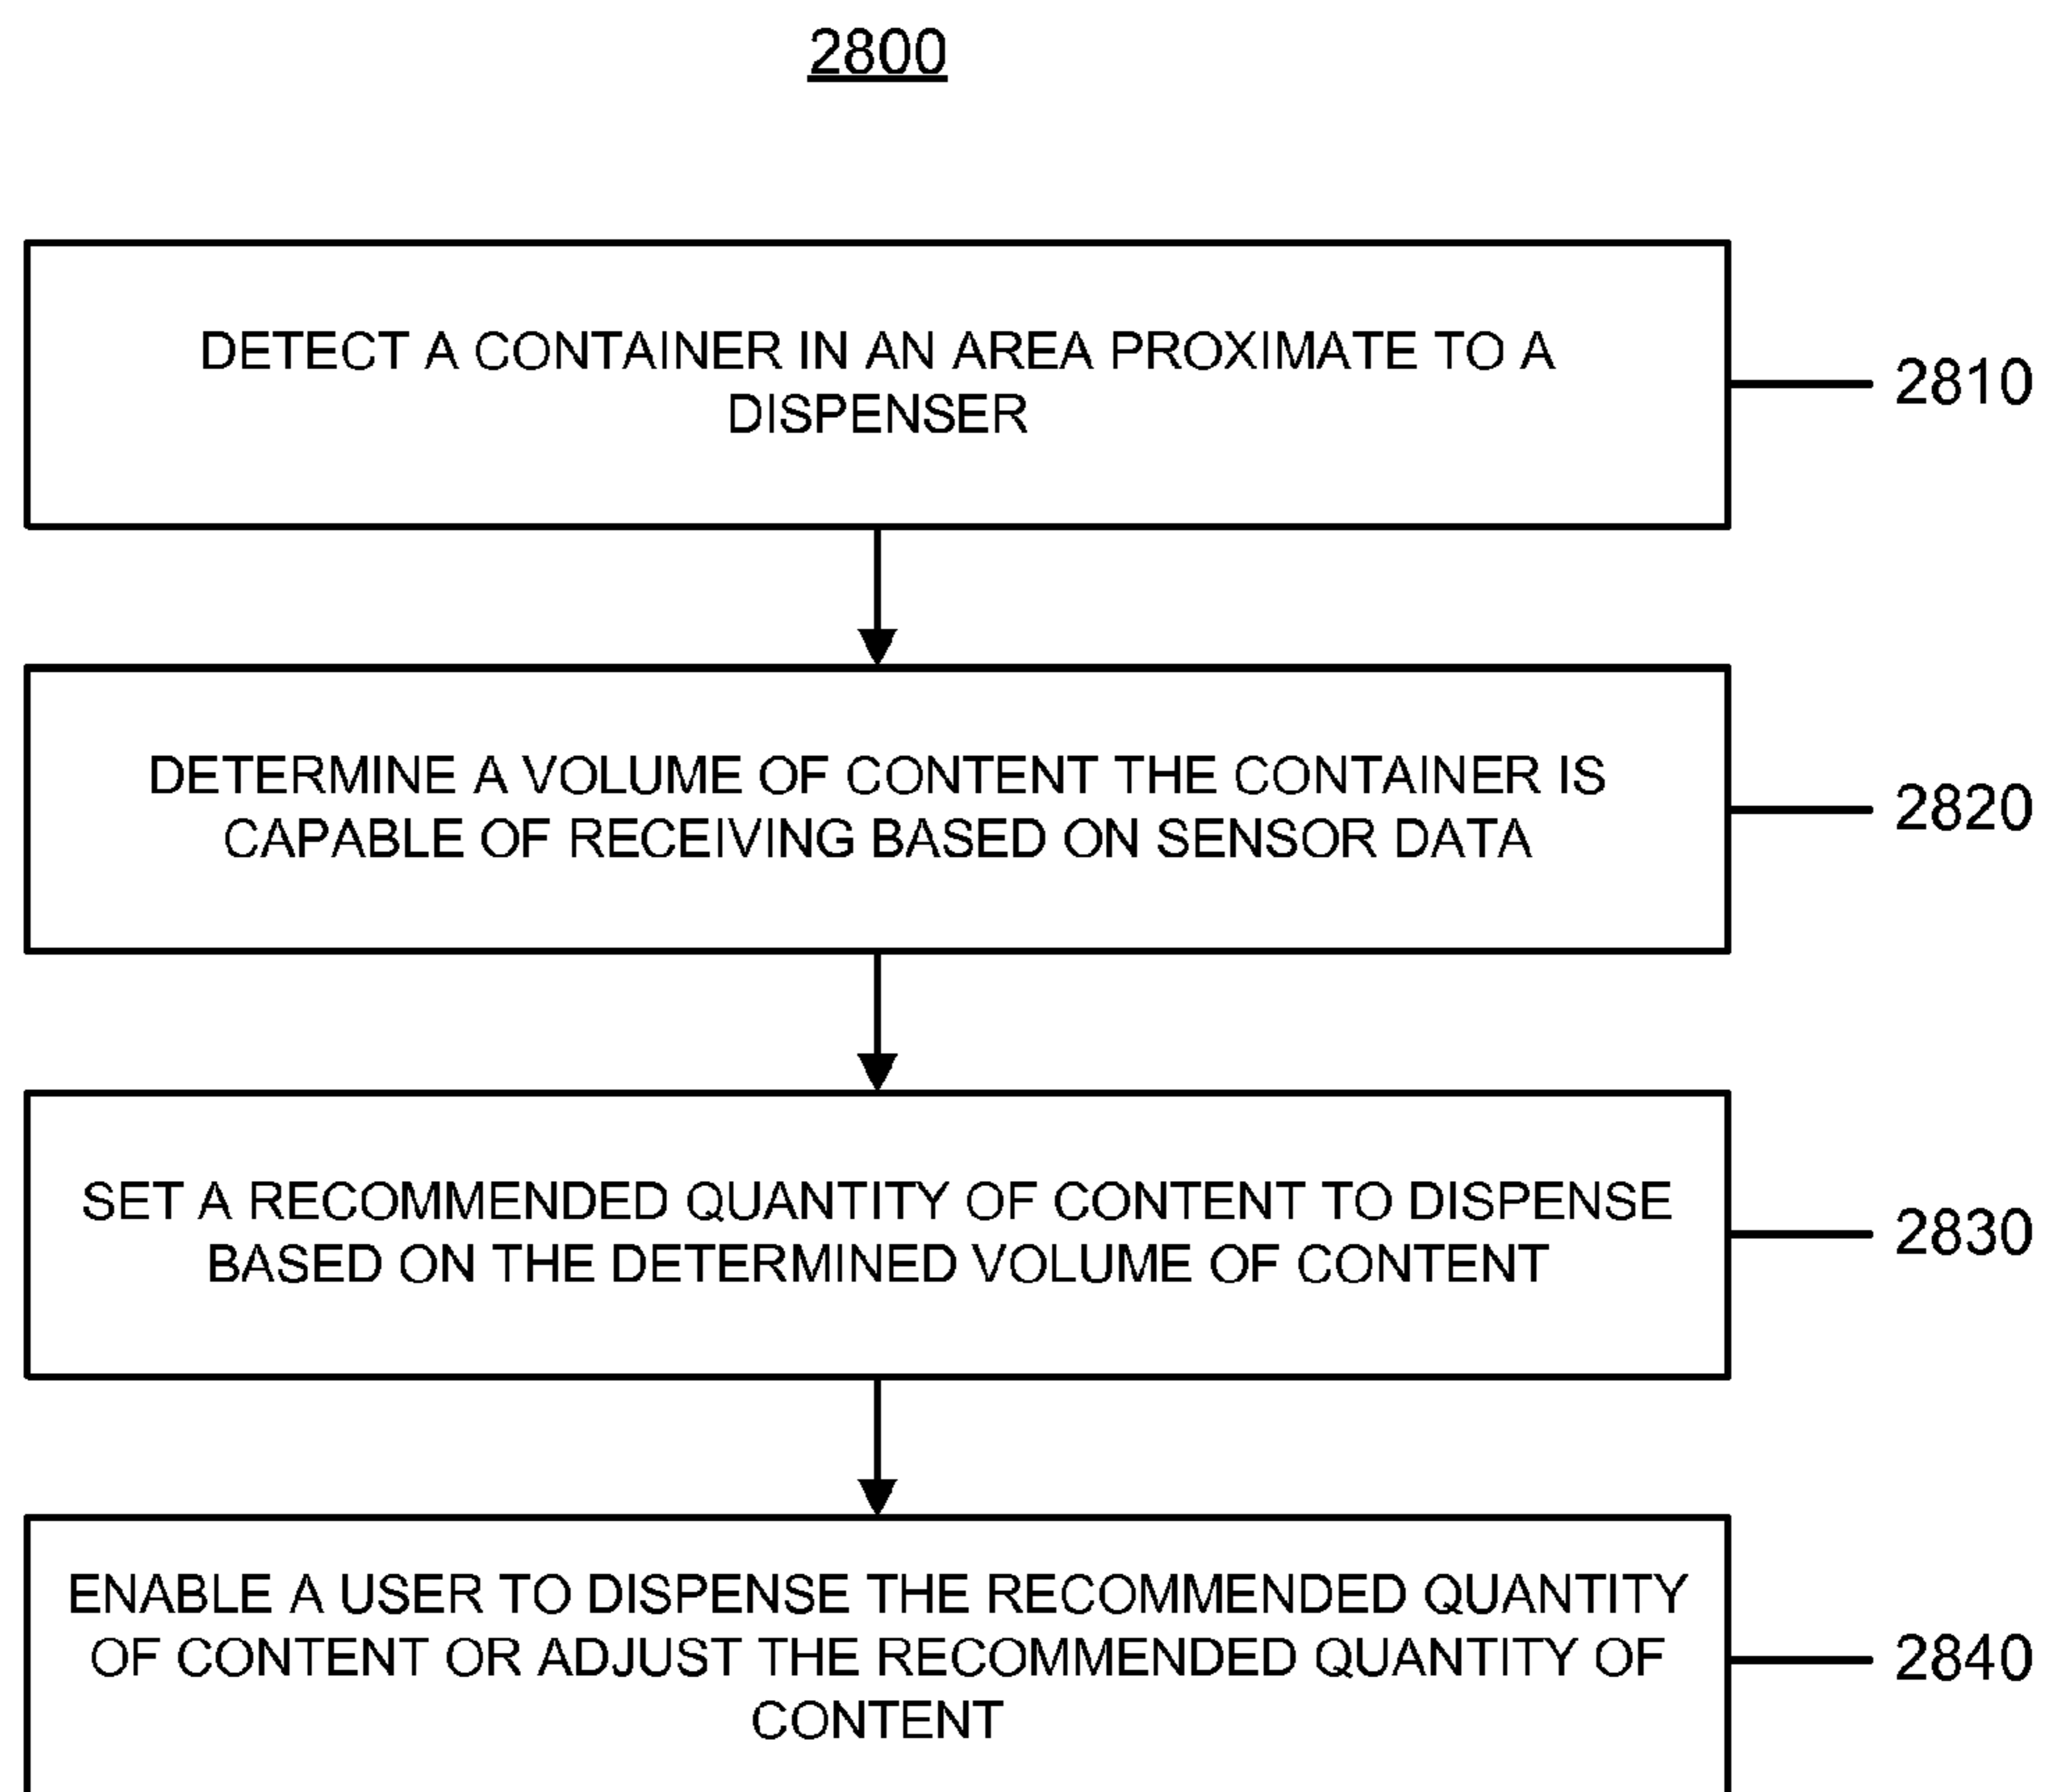 2800
DETECT A CONTAINER IN AN AREA PROXIMATE TO A
DISPENSER
2810
DETERMINE A VOLUME OF CONTENT THE CONTAINER IS
CAPABLE OF RECEIVING BASED ON SENSOR DATA
2820
SET A RECOMMENDED QUANTITY OF CONTENT TO DISPENSE
BASED ON THE DETERMINED VOLUME OF CONTENT
2830
ENABLE A USER TO DISPENSE THE RECOMMENDED QUANTITY
OF CONTENT OR ADJUST THE RECOMMENDED QUANTITY OF
CONTENT
2840